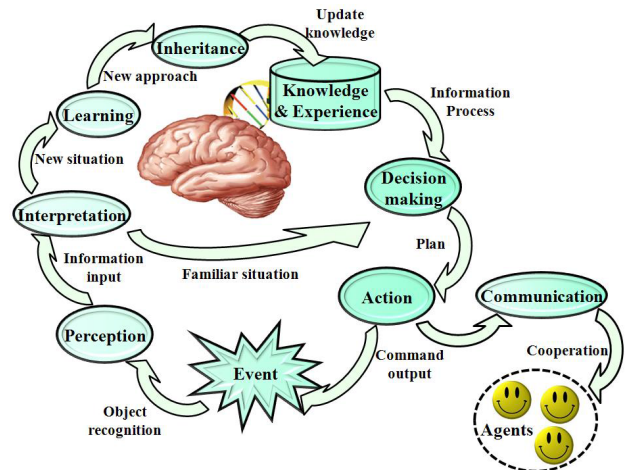 Update
knowledge
Inheritance
New approach
Knowledge
& Experience
Information
Process
Learning
New situation
Decision
making
Interpretation
Plan
Information
input
Familiar situation
Action
Communication
Perception
Command
output
Cooperation
Event
Object
recognition
Agents